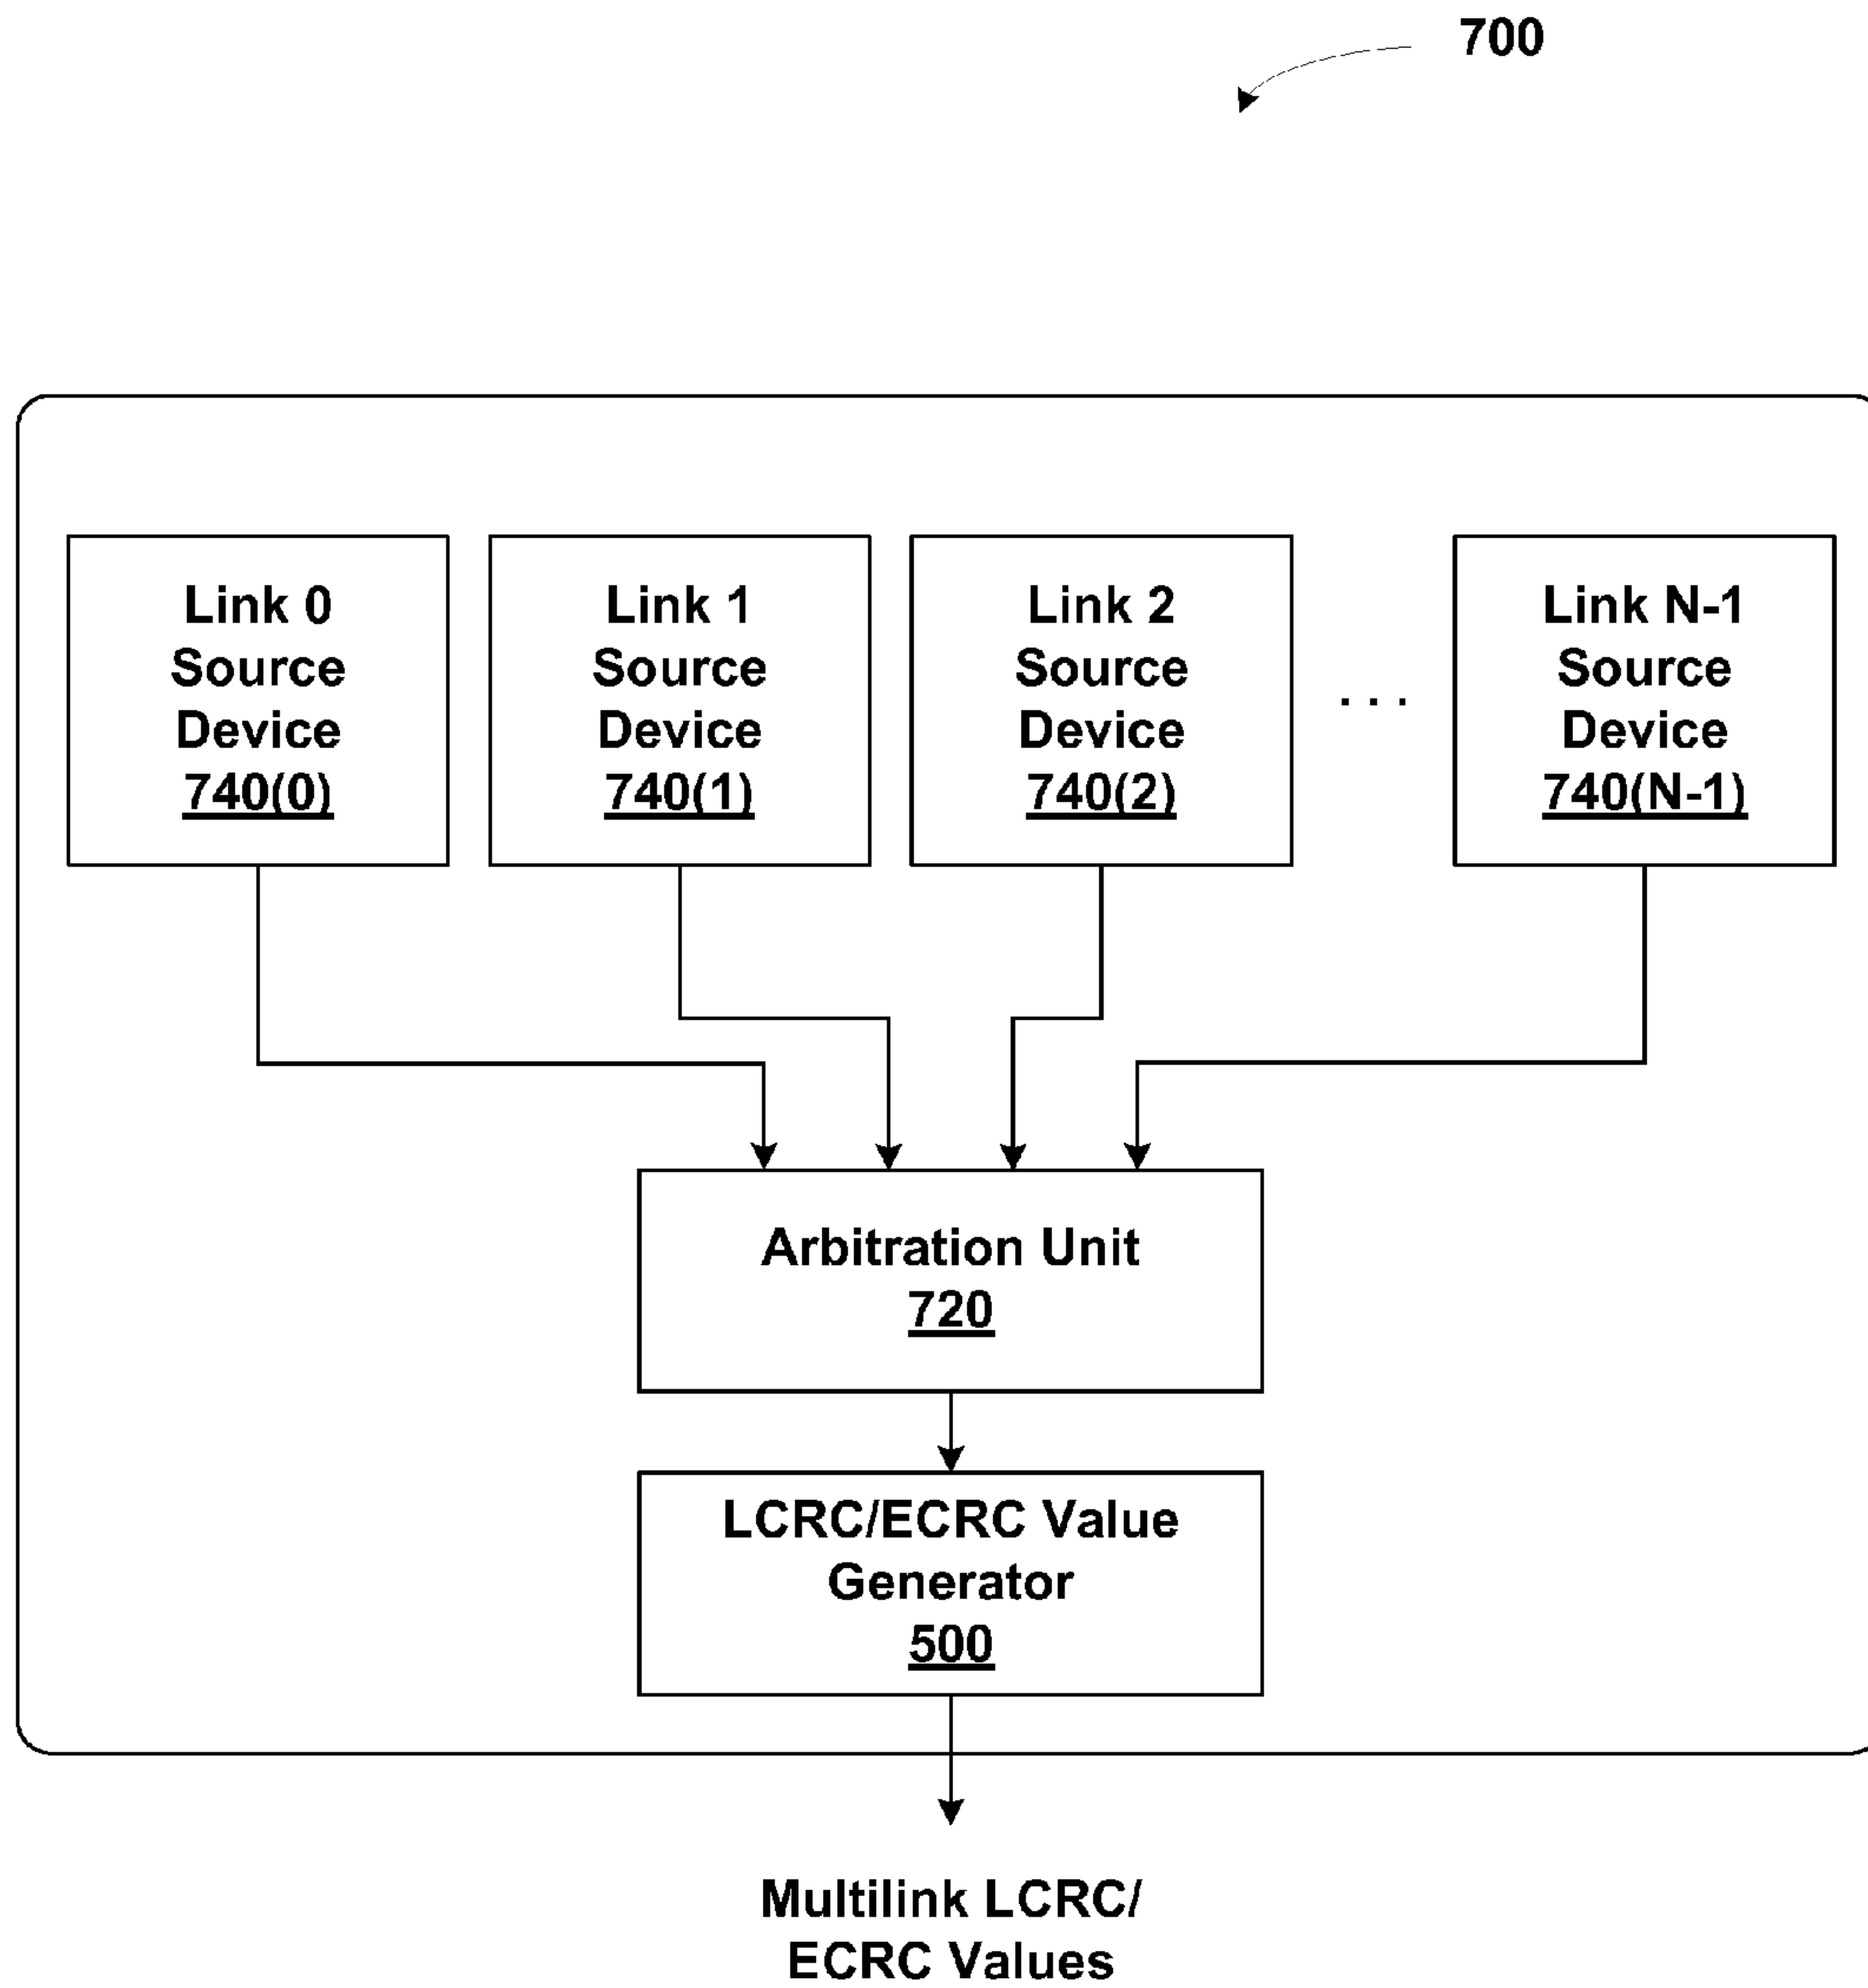 700
Link 0
Source
Device
740(0)
Link 1
Source
Device
740(1)
Link 2
Source
Device
740(2)
. . .
Link N-1
Source
Device
740(N-1)
Arbitration Unit
720
LCRC/ECRC Value
Generator
500
Multilink LCRC/
ECRC Values